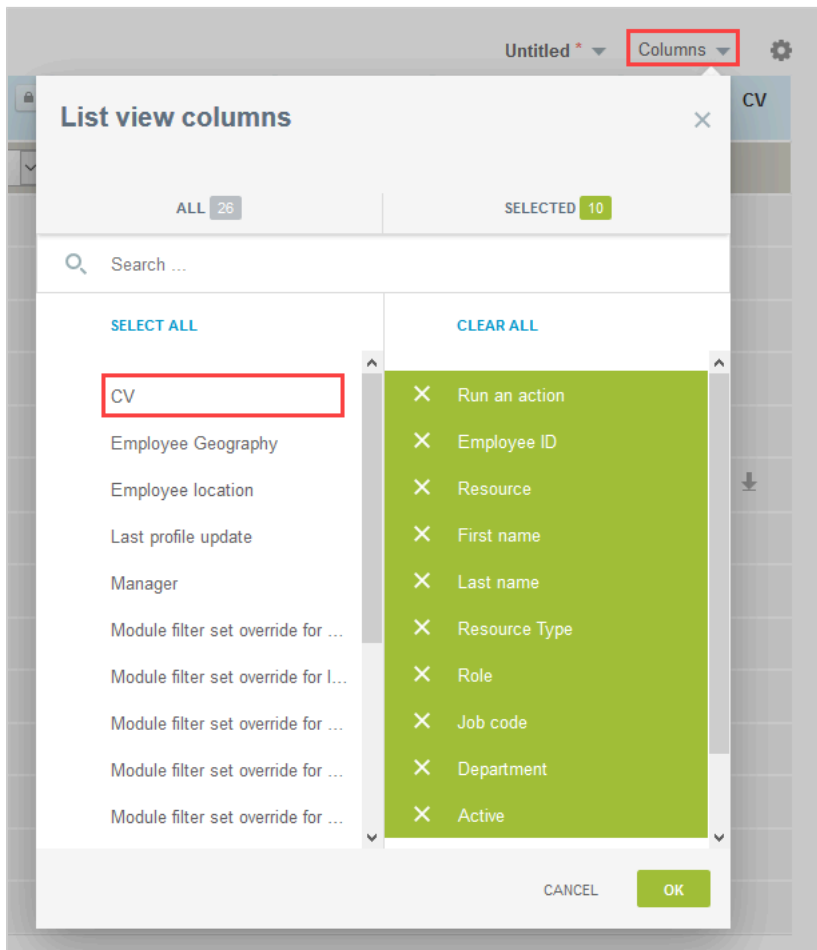 Untitled * Columns
CV
List view columns
ALL 26 SELECTED 10
Search ...
SELECT ALL CLEAR ALL
CV Run an action
Employee Geography Employee ID
Employee location Resource
Last profile update First name
Manager Last name
Module filter set override for ... Resource Type
Module filter set override for I... Role
Module filter set override for ... Job code
Module filter set override for ... Department
Module filter set override for ... Active
CANCEL OK